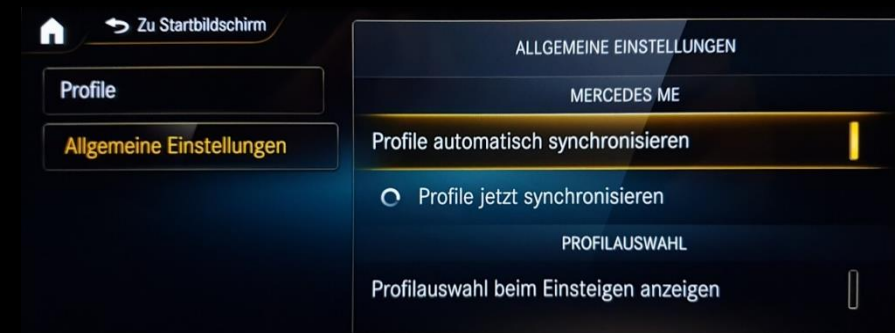 Zu Startbildschirm
Profile
Allgemeine Einstellungen
ALLGEMEINE EINSTELLUNGEN
MERCEDES ME
Profile automatisch synchronisieren
Profile jetzt synchronisieren
PROFILAUSWAHL
Profilauswahl beim Einsteigen anzeigen